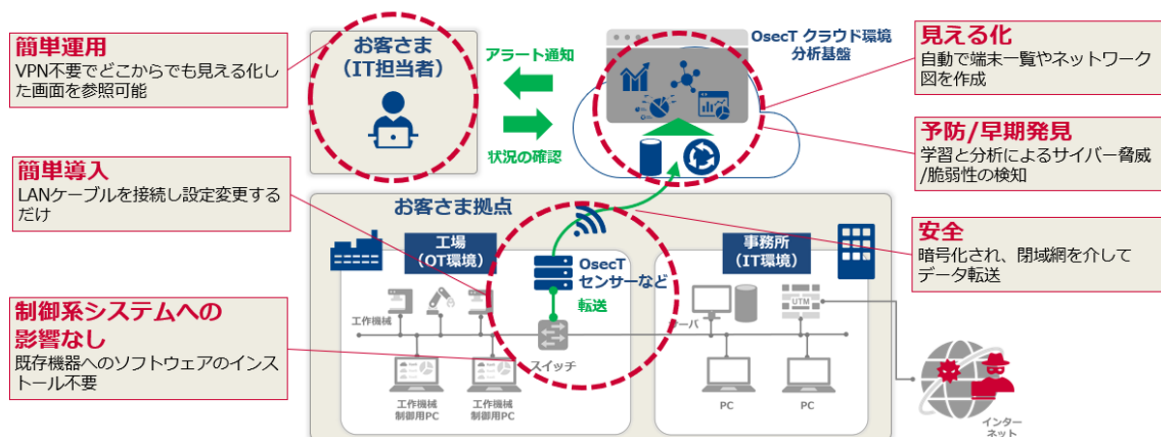 簡単運用
VPN不要でどこからでも見える化し
た画面を参照可能
お客さま
（IT担当者）
アラート通知
状況の確認
OsecT クラウド環境
分析基盤
見える化
自動で端末一覧やネットワーク
図を作成
予防/早期発見
学習と分析によるサイバー脅威
/脆弱性の検知
簡単導入
LANケーブルを接続し設定変更する
だけ
安全
暗号化され、閉域網を介して
データ転送
制御系システムへの
影響なし
既存機器へのソフトウェアのインス
トール不要
お客さま拠点
工場
（OT環境）
OsecT
センサーなど
転送
事務所
（IT環境）
工作機械
スイッチ
サーバ
UTM
工作機械
制御用PC
工作機械
制御用PC
PC
PC
インター
ネット